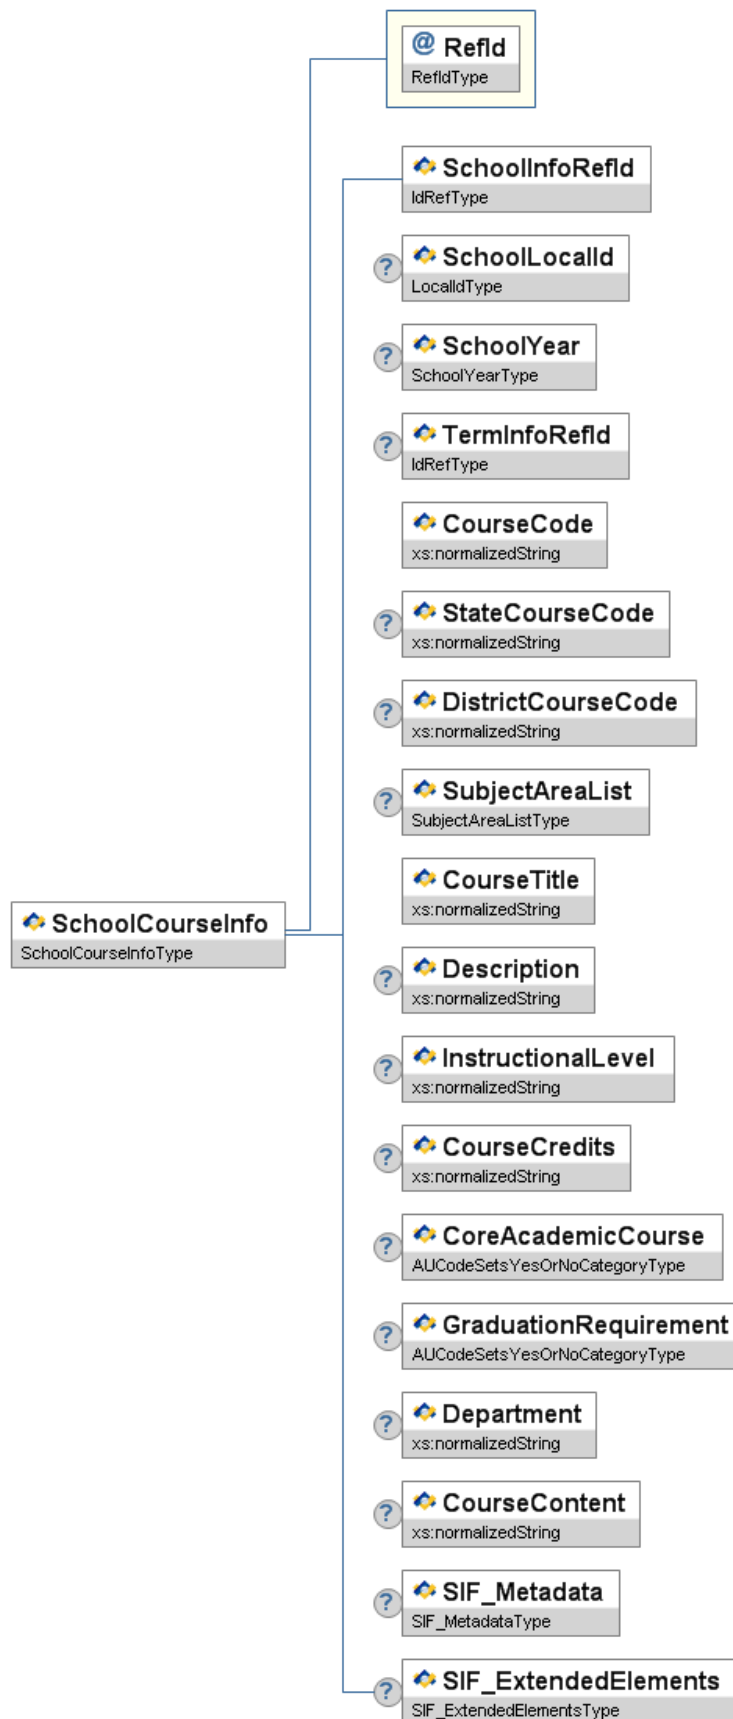 @ RefId
RefIdType
SchoolInfoRefId
IdRefType
? SchoolLocalId
LocalIdType
? SchoolYear
SchoolYearType
? TermInfoRefId
IdRefType
CourseCode
xs:normalizedString
? StateCourseCode
xs:normalizedString
? DistrictCourseCode
xs:normalizedString
? SubjectAreaList
SubjectAreaListType
CourseTitle
xs:normalizedString
SchoolCourseInfo
SchoolCourseInfoType
? Description
xs:normalizedString
? InstructionalLevel
xs:normalizedString
? CourseCredits
xs:normalizedString
? CoreAcademicCourse
AUCodeSetsYesOrNoCategoryType
? GraduationRequirement
AUCodeSetsYesOrNoCategoryType
? Department
xs:normalizedString
? CourseContent
xs:normalizedString
? SIF_Metadata
SIF_MetadataType
? SIF_ExtendedElements
SIF_ExtendedElementsType